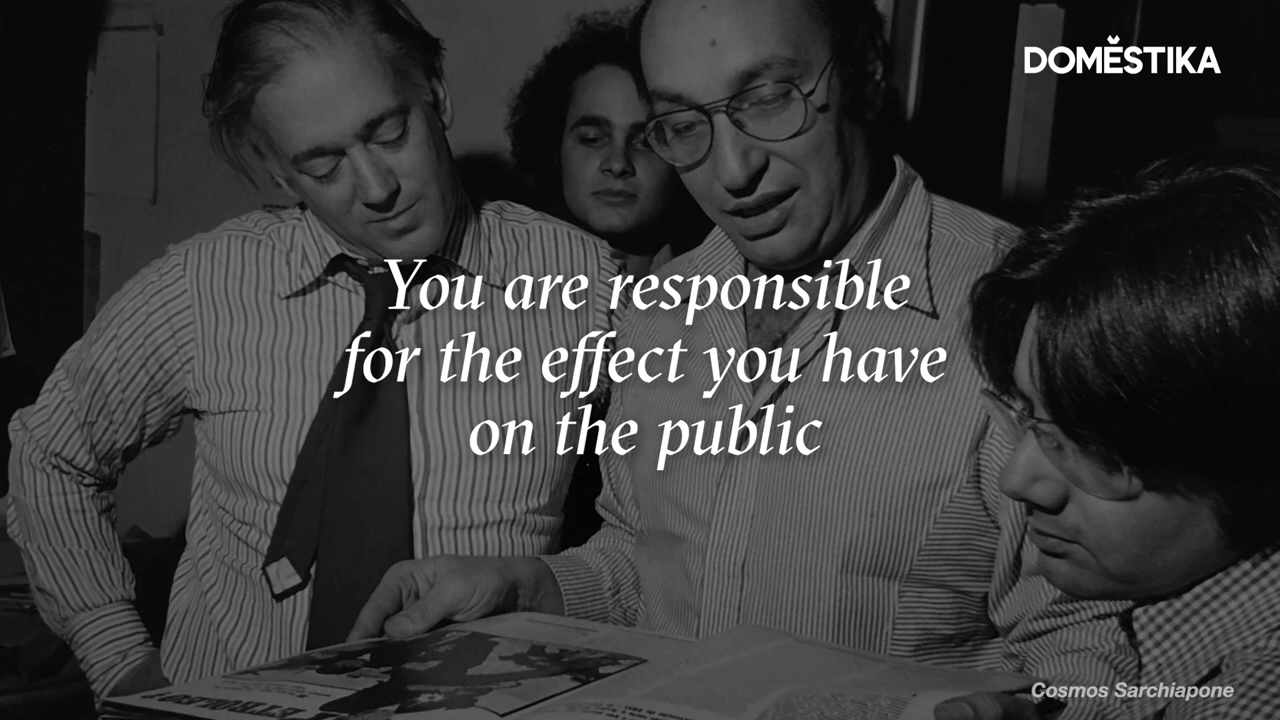 DOMĚSTIKA
You are responsible
for the effect you have
on the public
Cosmos Sarchiapone